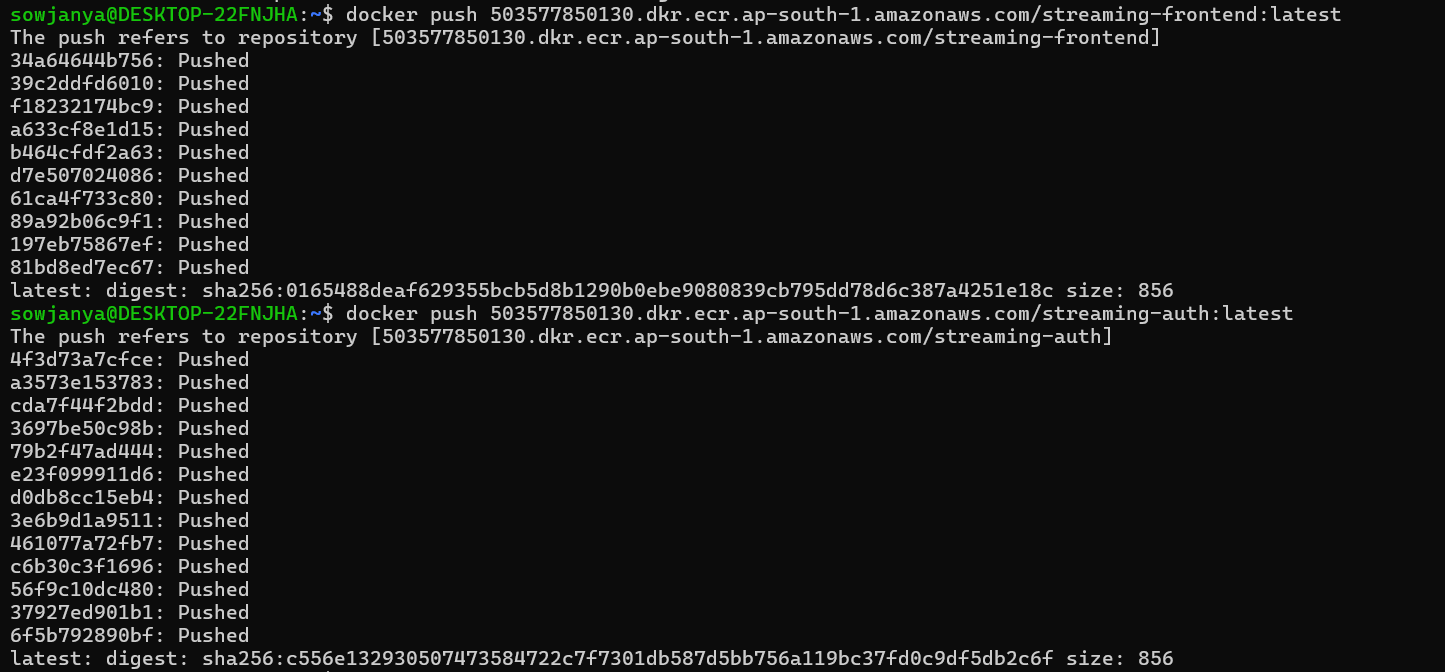 sowjanya@DESKTOP-22FNJHA:~$ docker push 503577850130.dkr.ecr.ap-south-1.amazonaws.com/streaming-frontend:latest
The push refers to repository [503577850130.dkr.ecr.ap-south-1.amazonaws.com/streaming-frontend]
34a64644b756: Pushed
39c2ddfd6010: Pushed
f18232174bc9: Pushed
a633cf8e1d15: Pushed
b464cfdf2a63: Pushed
d7e507024086: Pushed
61ca4f733c80: Pushed
89a92b06c9f1: Pushed
197eb75867ef: Pushed
81bd8ed7ec67: Pushed
latest: digest: sha256:0165488deaf629355bcb5d8b1290b0ebe9080839cb795dd78d6c387a4251e18c size: 856
sowjanya@DESKTOP-22FNJHA:~$ docker push 503577850130.dkr.ecr.ap-south-1.amazonaws.com/streaming-auth:latest
The push refers to repository [503577850130.dkr.ecr.ap-south-1.amazonaws.com/streaming-auth]
4f3d73a7cfce: Pushed
a3573e153783: Pushed
cda7f44f2bdd: Pushed
3697be50c98b: Pushed
79b2f47ad444: Pushed
e23f099911d6: Pushed
d0db8cc15eb4: Pushed
3e6b9d1a9511: Pushed
461077a72fb7: Pushed
c6b30c3f1696: Pushed
56f9c10dc480: Pushed
37927ed901b1: Pushed
6f5b792890bf: Pushed
latest: digest: sha256:c556e132930507473584722c7f7301db587d5bb756a119bc37fd0c9df5db2c6f size: 856